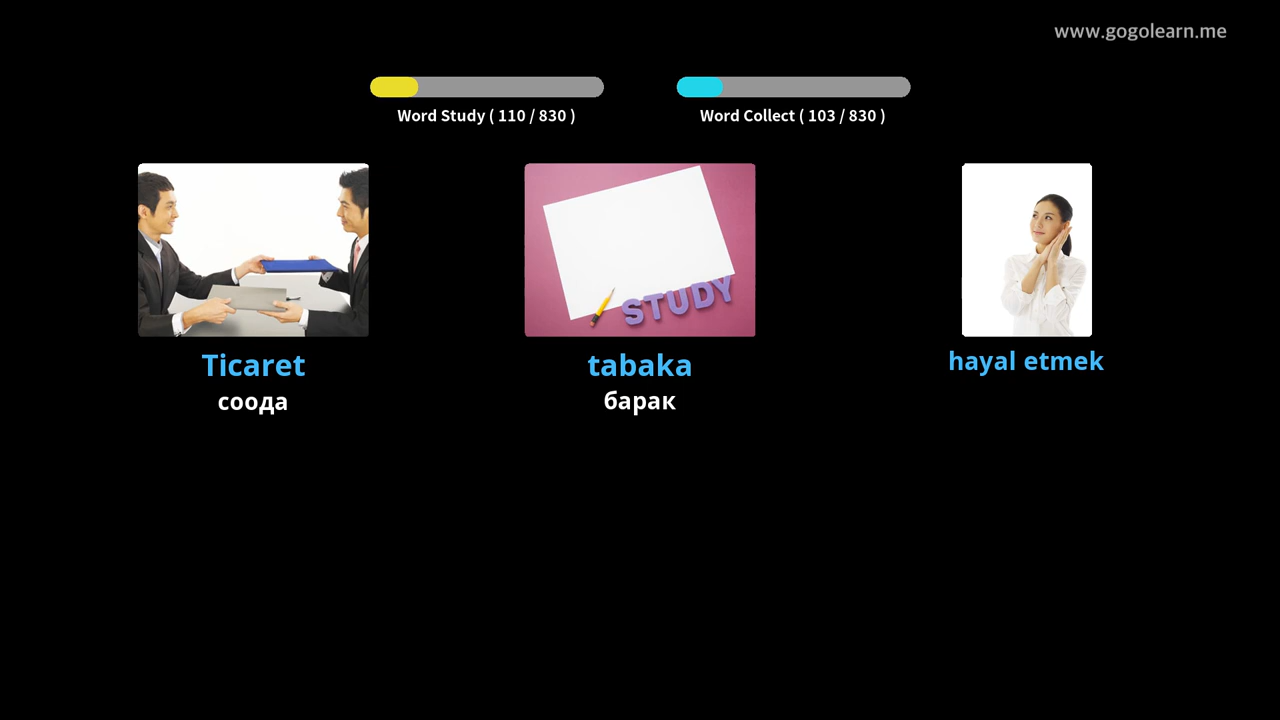 www.gogolearn.me
Word Study ( 110 / 830 )
Word Collect ( 103 / 830 )
STUDY
Ticaret
tabaka
hayal etmek
соода
барак